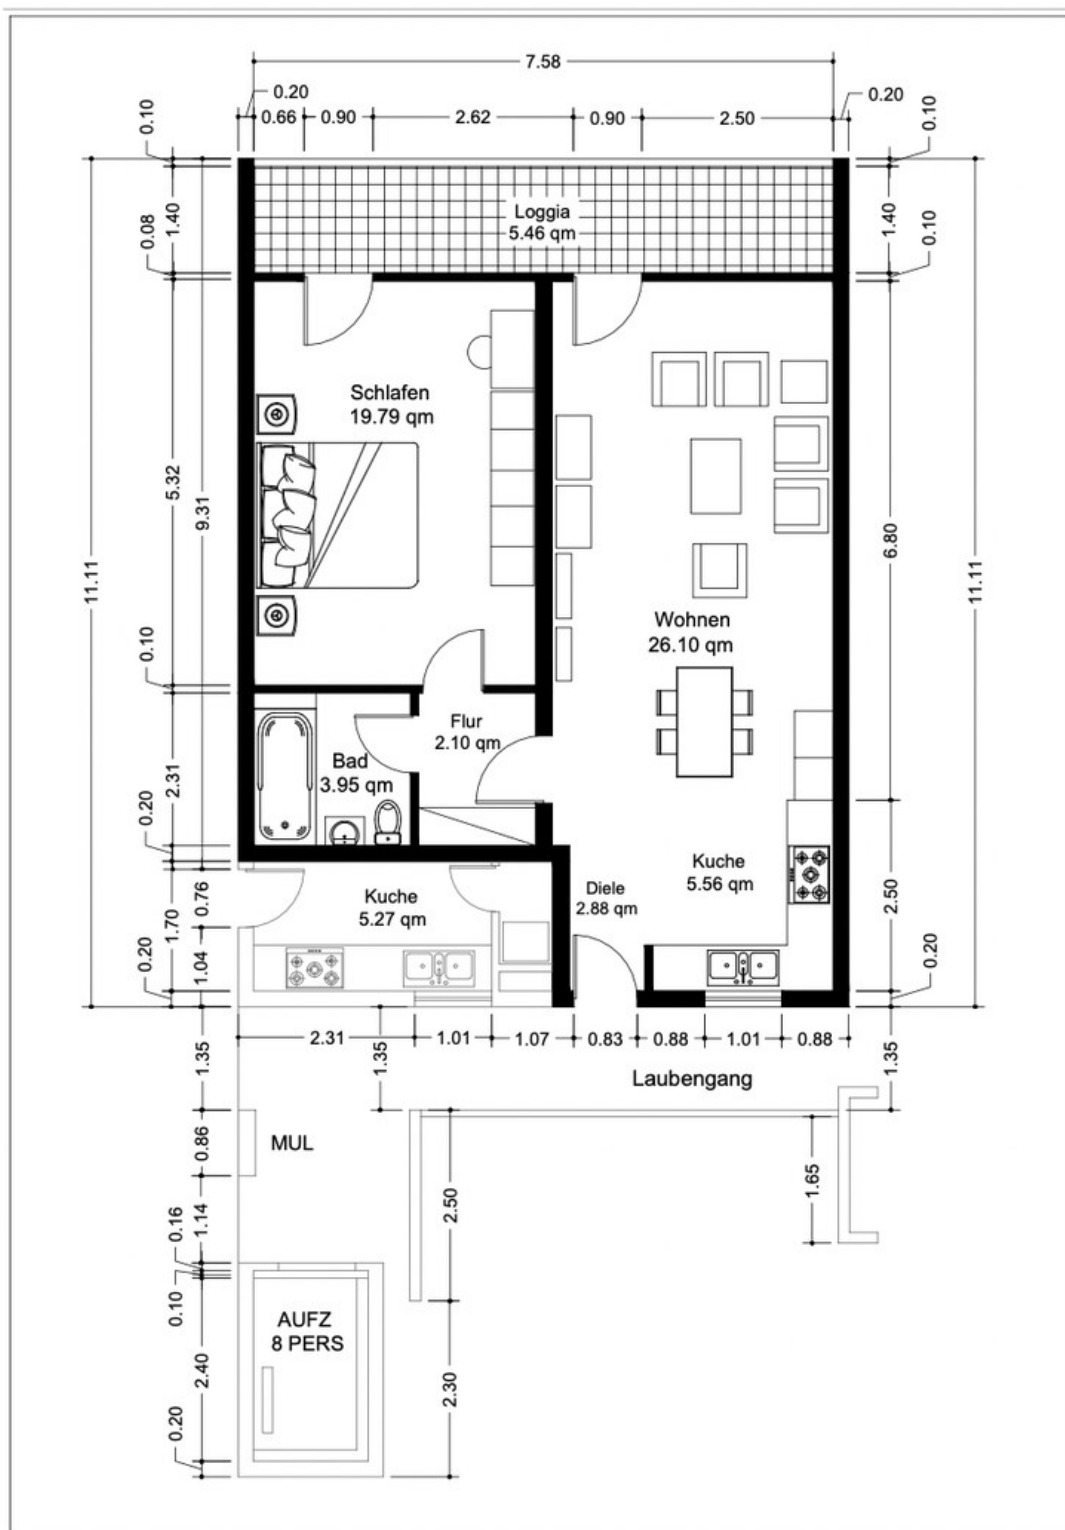 7.58
0.20
0.20
0.10
0.66
0.90
2.62
0.90
2.50
0.10
Loggia
5.46 qm
1.40
0.08
1.40
0.10
Schlafen
19.79 qm
5.32
9.31
11.11
6.80
11.11
Wohnen
26.10 qm
0.10
Flur
2.10 qm
Bad
3.95 qm
2.31
0.20
Kuche
5.56 qm
Kuche
5.27 qm
Diele
2.88 qm
0.76
1.70
1.04
0.20
2.50
0.20
2.31
1.01
1.07
0.83
0.88
1.01
0.88
1.35
1.35
1.35
Laubengang
MUL
0.86
1.14
0.16
0.10
2.50
1.65
AUFZ
8 PERS
2.40
0.20
2.30